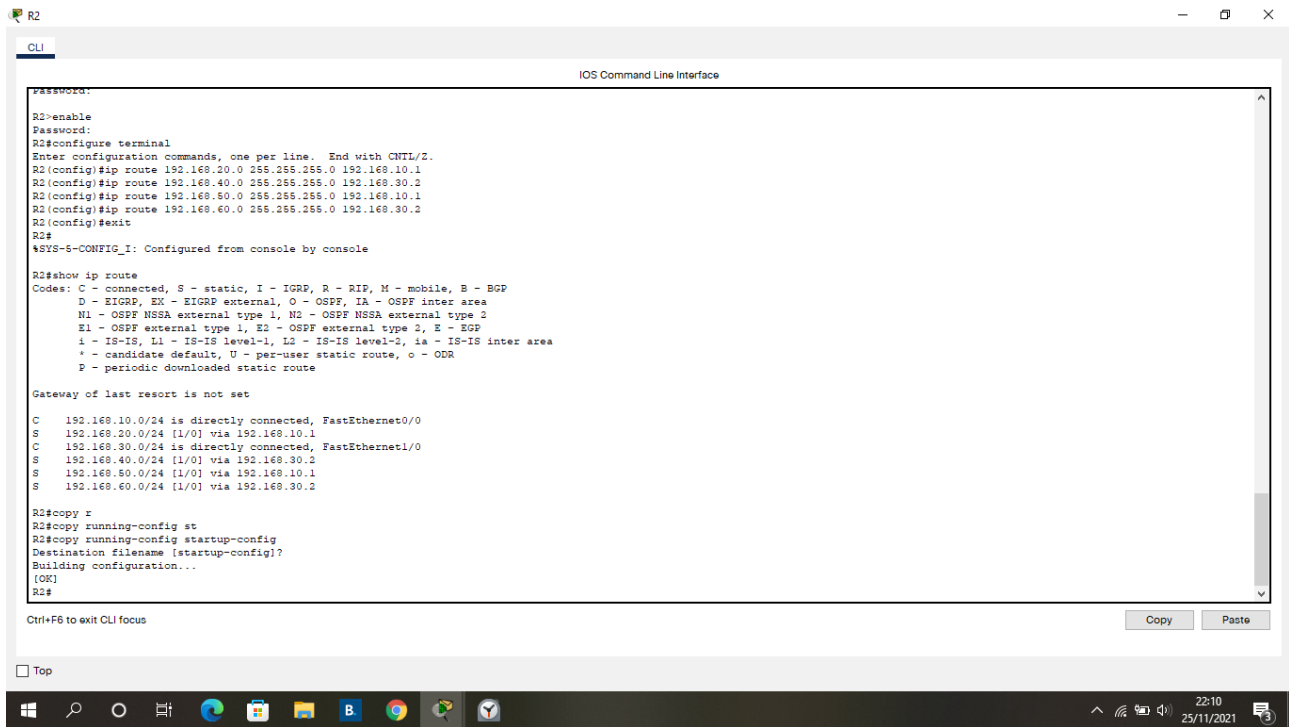 R2
CLI
IOS Command Line Interface
Password:
R2>enable
Password:
R2#configure terminal
Enter configuration commands, one per line.  End with CNTL/Z.
R2(config)#ip route 192.168.20.0 255.255.255.0 192.168.10.1
R2(config)#ip route 192.168.40.0 255.255.255.0 192.168.30.2
R2(config)#ip route 192.168.50.0 255.255.255.0 192.168.10.1
R2(config)#ip route 192.168.60.0 255.255.255.0 192.168.30.2
R2(config)#exit
R2#
%SYS-5-CONFIG_I: Configured from console by console
R2#show ip route
Codes: C - connected, S - static, I - IGRP, R - RIP, M - mobile, B - BGP
       D - EIGRP, EX - EIGRP external, O - OSPF, IA - OSPF inter area
       N1 - OSPF NSSA external type 1, N2 - OSPF NSSA external type 2
       E1 - OSPF external type 1, E2 - OSPF external type 2, E - EGP
       i - IS-IS, L1 - IS-IS level-1, L2 - IS-IS level-2, ia - IS-IS inter area
       * - candidate default, U - per-user static route, o - ODR
       P - periodic downloaded static route
Gateway of last resort is not set
C    192.168.10.0/24 is directly connected, FastEthernet0/0
S    192.168.20.0/24 [1/0] via 192.168.10.1
C    192.168.30.0/24 is directly connected, FastEthernet1/0
S    192.168.40.0/24 [1/0] via 192.168.30.2
S    192.168.50.0/24 [1/0] via 192.168.10.1
S    192.168.60.0/24 [1/0] via 192.168.30.2
R2#copy r
R2#copy running-config st
R2#copy running-config startup-config
Destination filename [startup-config]?
Building configuration...
[OK]
R2#
Ctrl+F6 to exit CLI focus
Copy
Paste
Top
B.
22:10
25/11/2021
3